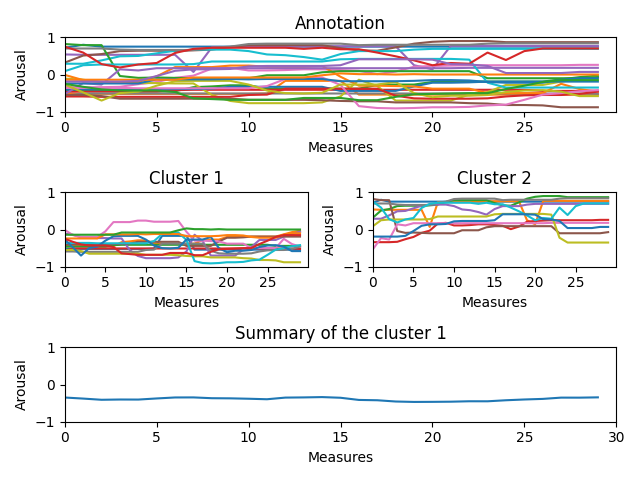 Annotation
Arousal
1
0
−1
0 5 10 15 20 25
Measures
Cluster 1
Arousal
1
0
−1
0 5 10 15 20 25
Measures
Cluster 2
Arousal
1
0
−1
0 5 10 15 20 25
Measures
Summary of the cluster 1
Arousal
1
0
−1
0 5 10 15 20 25 30
Measures